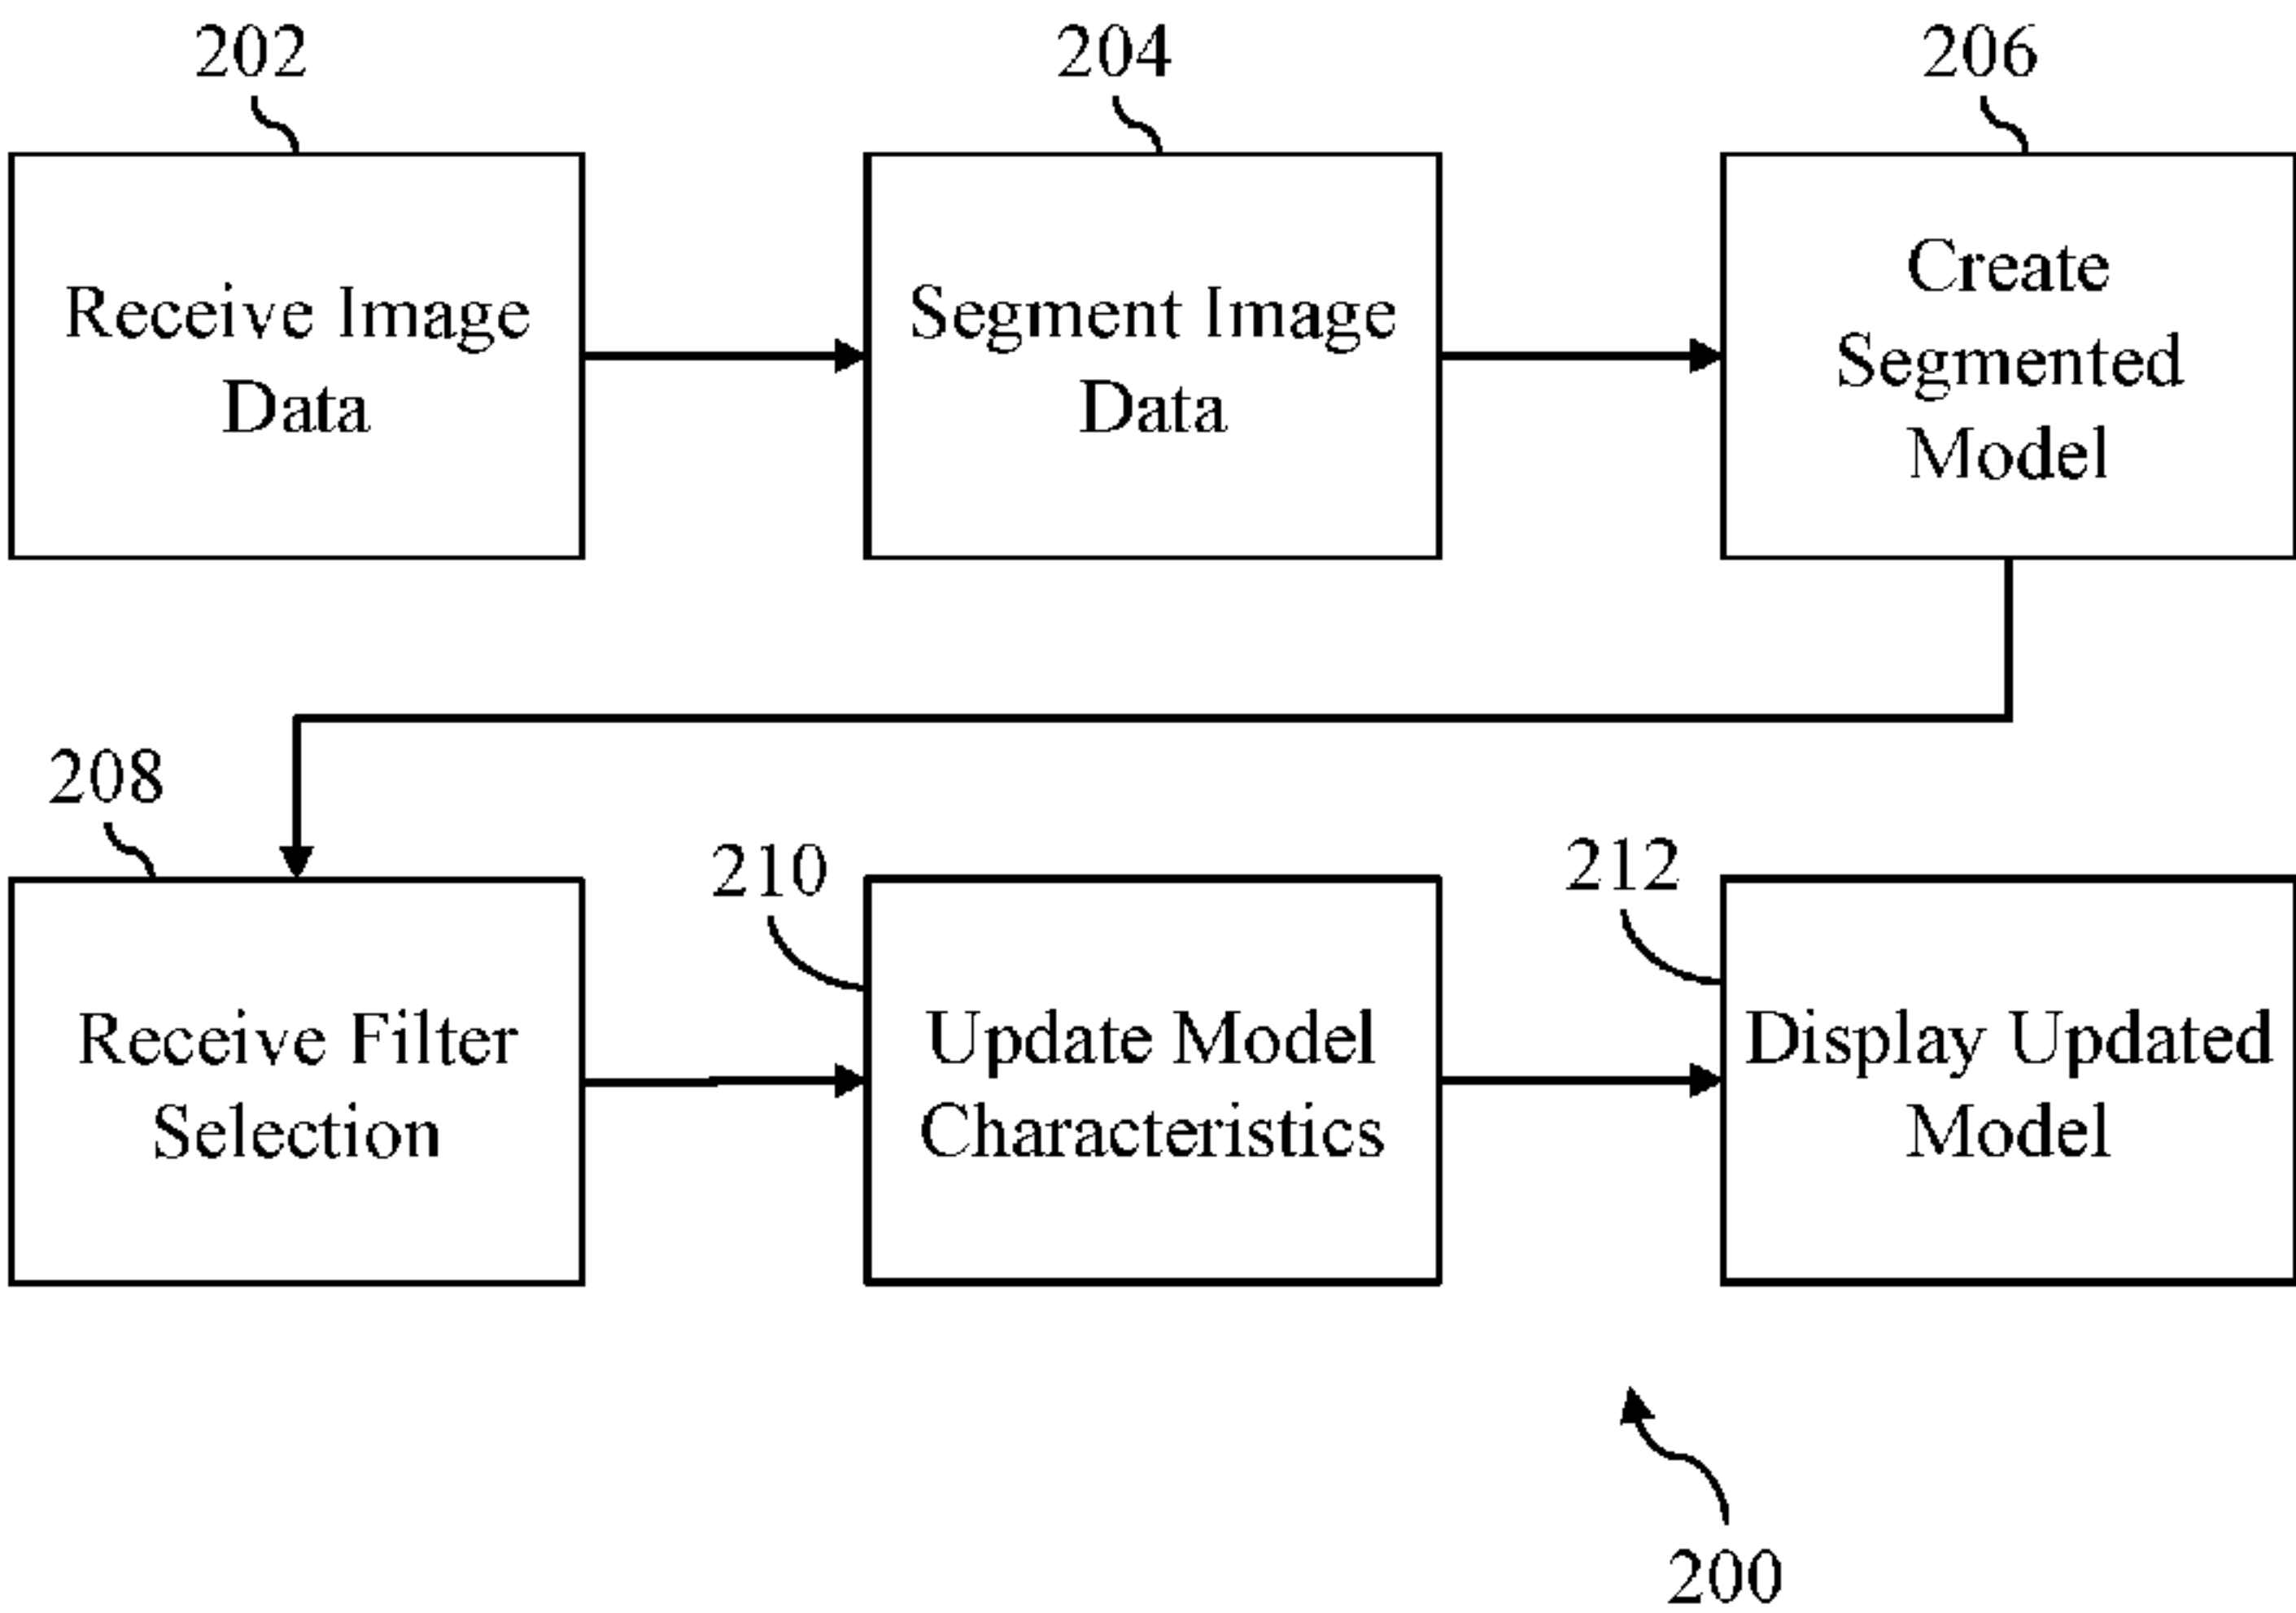 202
204
206
Receive Image
Data
Segment Image
Data
Create
Segmented
Model
208
210
212
Receive Filter
Selection
Update Model
Characteristics
Display Updated
Model
200